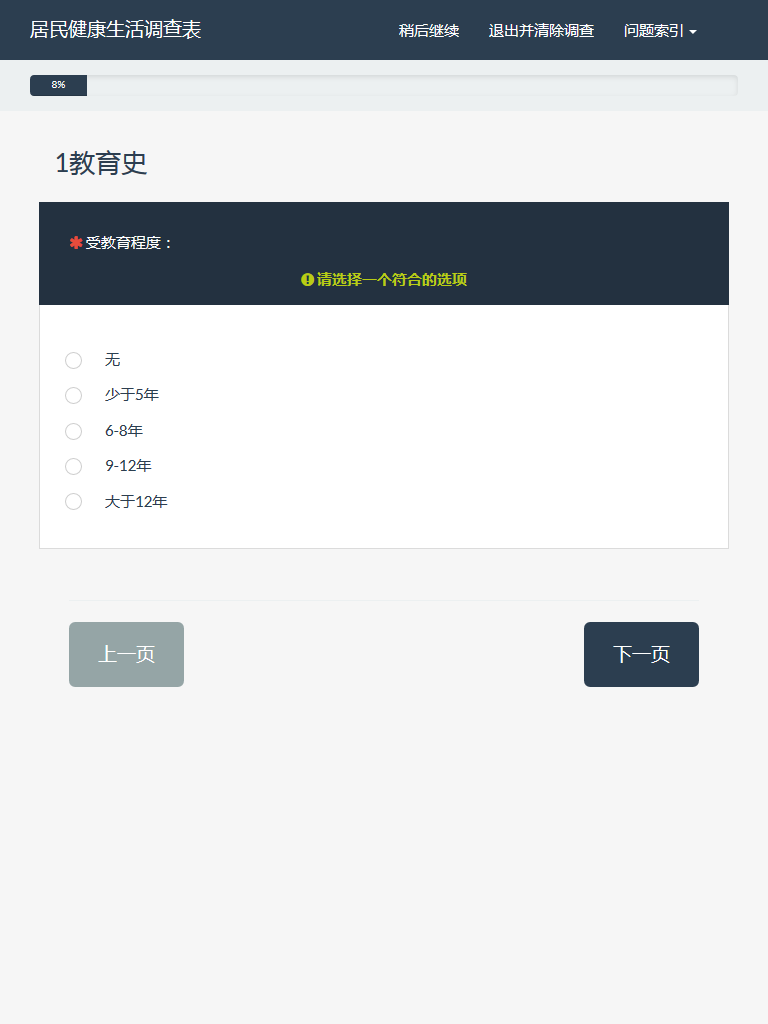 居民健康生活调查表 稍后继续 退出并清除调查 问题索引
8%
1教育史
受教育程度：
请选择一个符合的选项
无
少于5年
6-8年
9-12年
大于12年
上一页 下一页